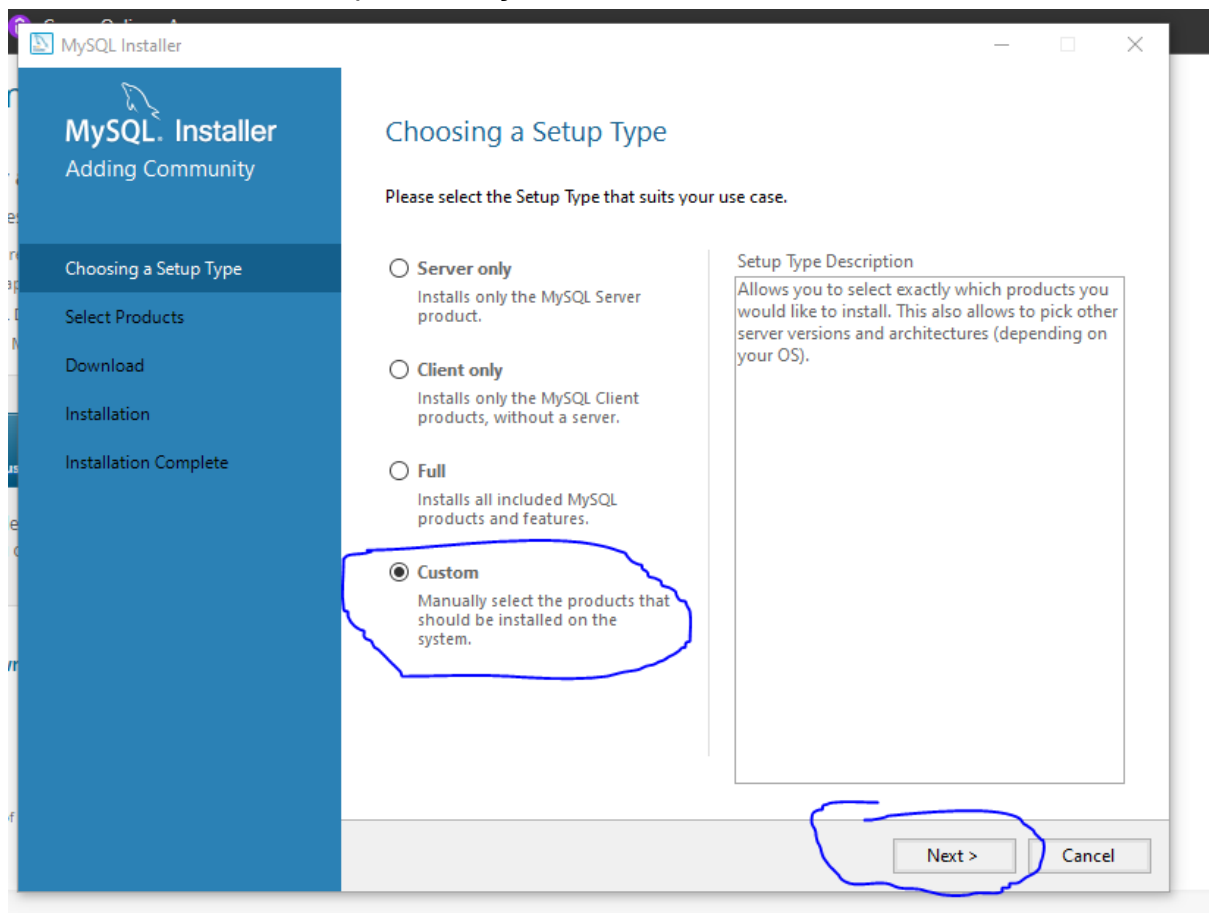 MySQL Installer
MySQL. Installer
Adding Community
Choosing a Setup Type
Select Products
Download
Installation
Installation Complete
Choosing a Setup Type
Please select the Setup Type that suits your use case.
Server only
Installs only the MySQL Server
product.
Client only
Installs only the MySQL Client
products, without a server.
Full
Installs all included MySQL
products and features.
Custom
Manually select the products that
should be installed on the
system.
Setup Type Description
Allows you to select exactly which products you
would like to install. This also allows to pick other
server versions and architectures (depending on
your OS).
Next >
Cancel